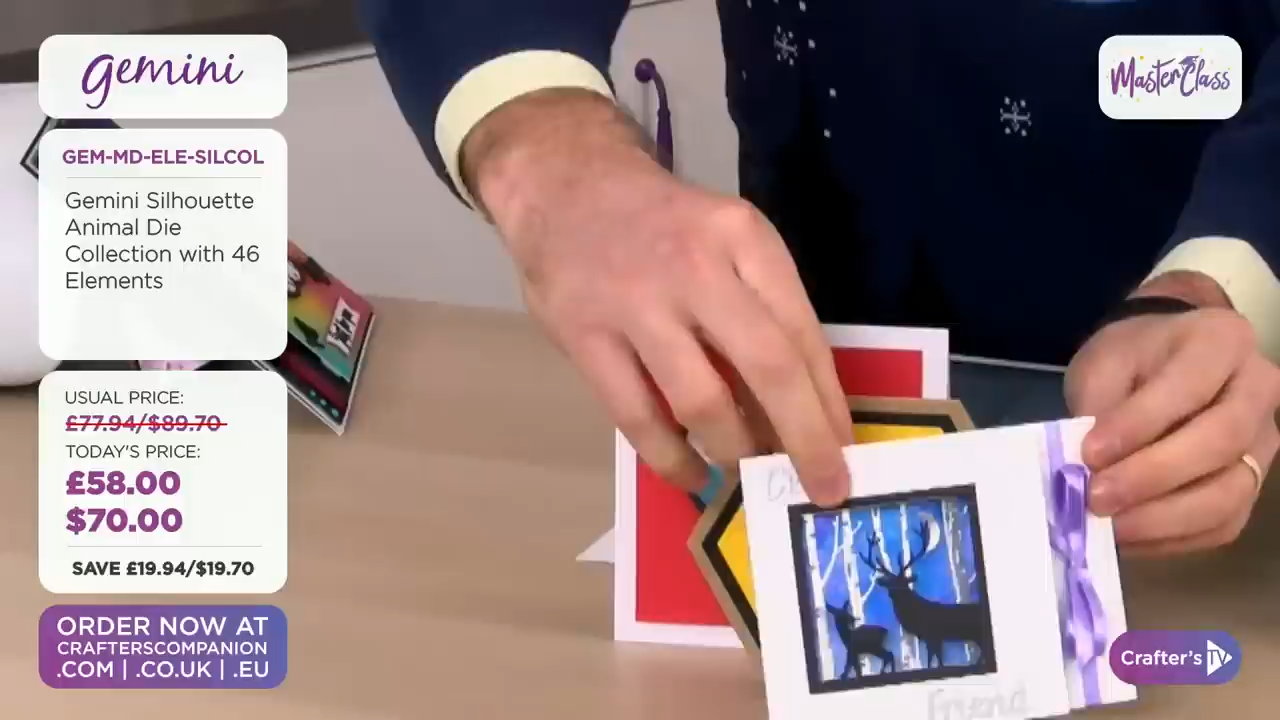 gemini
GEM-MD-ELE-SILCOL
Gemini Silhouette
Animal Die
Collection with 46
Elements
USUAL PRICE:
£77.94/$89.70
TODAY'S PRICE:
£58.00
$70.00
SAVE £19.94/$19.70
ORDER NOW AT
CRAFTERSCOMPANION
.COM | .CO.UK | .EU
MasterClass
Friend
Crafter's TV